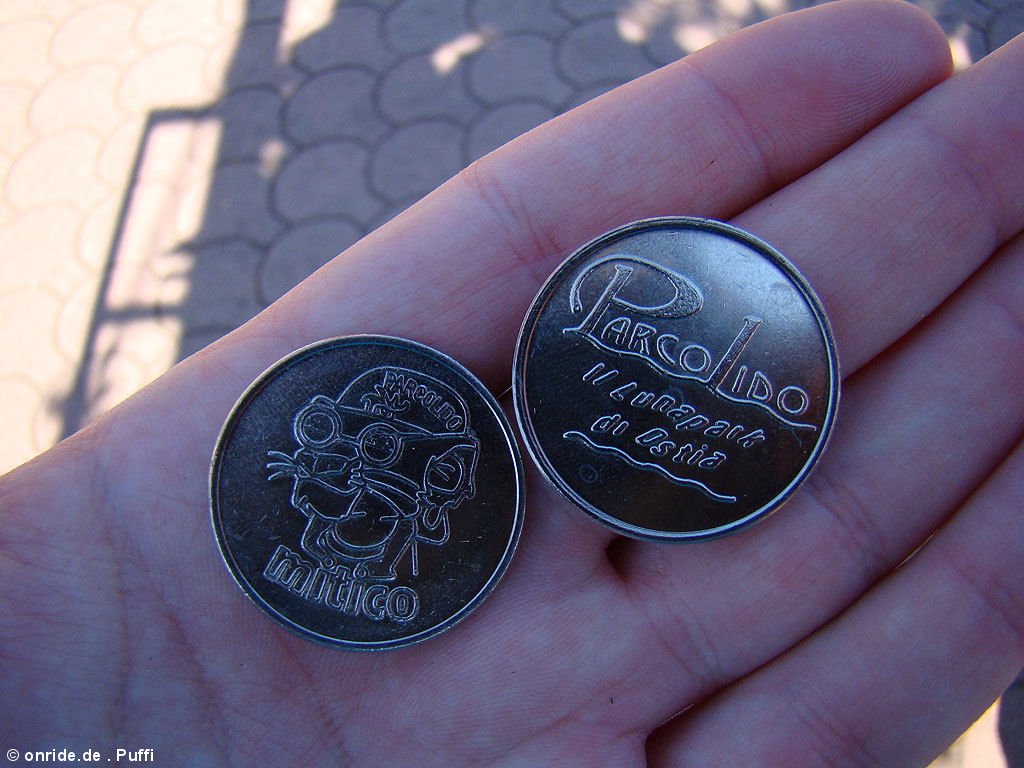 PARCOLIDO
mitico
PARCOLIDO
Il Lunapark
di Ostia
© onride.de . Puffi